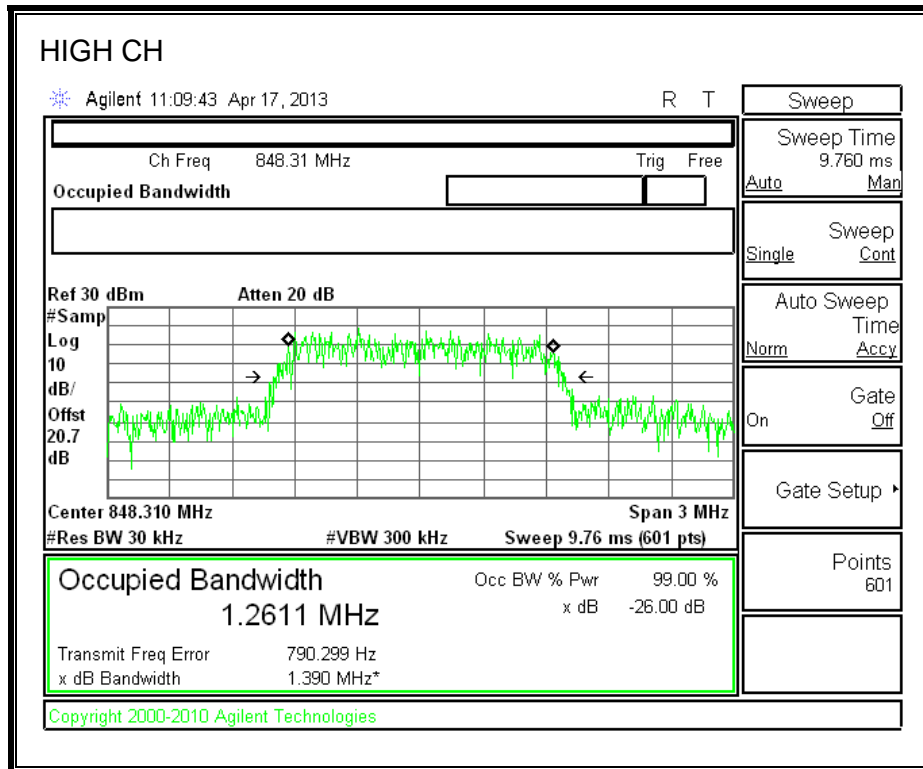 HIGH CH
Agilent 11:09:43 Apr 17, 2013 R T
Ch Freq 848.31 MHz Trig Free
Occupied Bandwidth
Ref 30 dBm Atten 20 dB
#Samp
Log
10
dB/
Offst
20.7
dB
Center 848.310 MHz Span 3 MHz
#Res BW 30 kHz #VBW 300 kHz Sweep 9.76 ms (601 pts)
Occupied Bandwidth Occ BW % Pwr 99.00 %
1.2611 MHz x dB -26.00 dB
Transmit Freq Error 790.299 Hz
x dB Bandwidth 1.390 MHz*
Copyright 2000-2010 Agilent Technologies
Sweep
Sweep Time
9.760 ms
Auto Man
Sweep
Single Cont
Auto Sweep
Time
Norm Accy
Gate
On Off
Gate Setup
Points
601